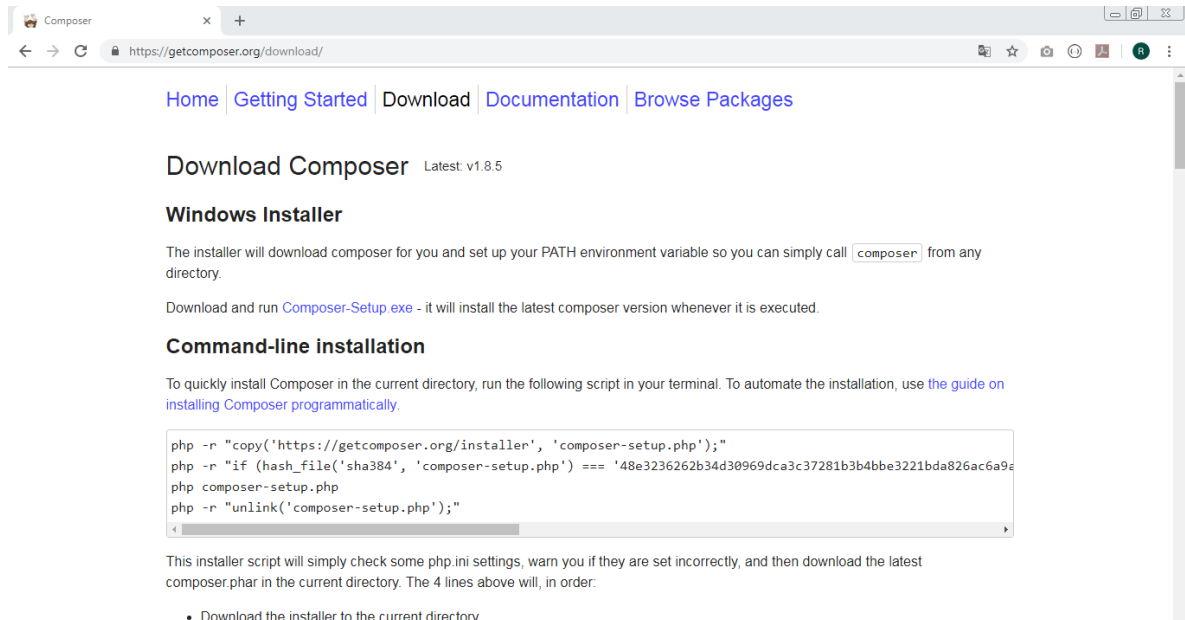 Composer
https://getcomposer.org/download/
R
Home Getting Started Download Documentation Browse Packages
Download Composer Latest: v1.8.5
Windows Installer
The installer will download composer for you and set up your PATH environment variable so you can simply call composer from any
directory.
Download and run Composer-Setup.exe - it will install the latest composer version whenever it is executed.
Command-line installation
To quickly install Composer in the current directory, run the following script in your terminal. To automate the installation, use the guide on
installing Composer programmatically.
php -r "copy('https://getcomposer.org/installer', 'composer-setup.php');"
php -r "if (hash_file('sha384', 'composer-setup.php') === '48e3236262b34d30969dca3c37281b3b4bbe3221bda826ac6a9a
php composer-setup.php
php -r "unlink('composer-setup.php');"
This installer script will simply check some php.ini settings, warn you if they are set incorrectly, and then download the latest
composer.phar in the current directory. The 4 lines above will, in order:
• Download the installer to the current directory